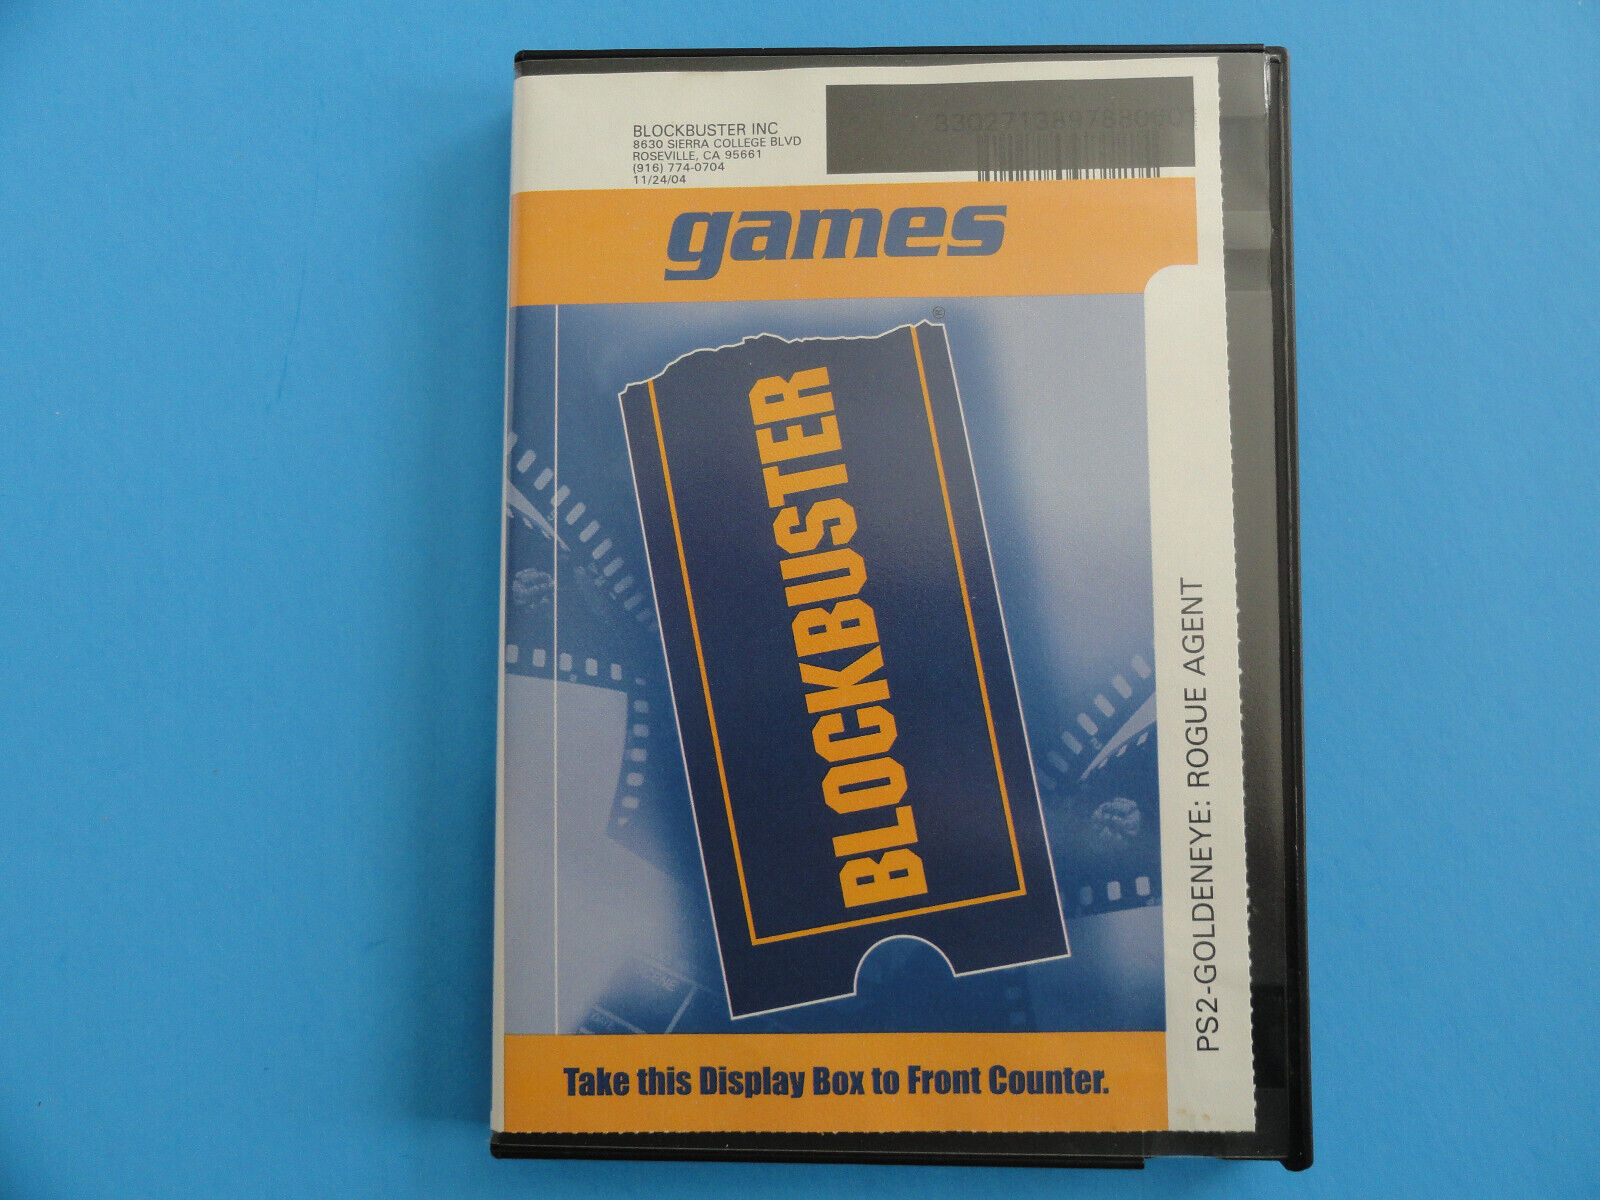 BLOCKBUSTER INC
8630 SIERRA COLLEGE BLVD
ROSEVILLE, CA 95661
(916) 774-0704
11/24/04
games
BLOCKBUSTER
®
PS2-GOLDENEYE: ROGUE AGENT
Take this Display Box to Front Counter.